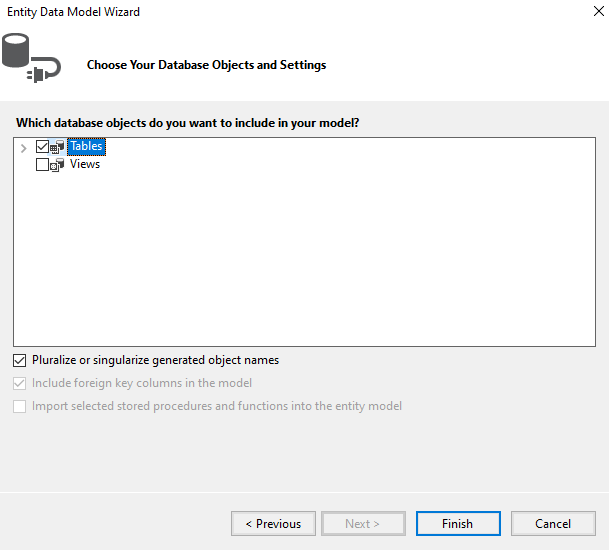 Entity Data Model Wizard
Choose Your Database Objects and Settings
Which database objects do you want to include in your model?
Tables
Views
Pluralize or singularize generated object names
Include foreign key columns in the model
Import selected stored procedures and functions into the entity model
< Previous
Next >
Finish
Cancel